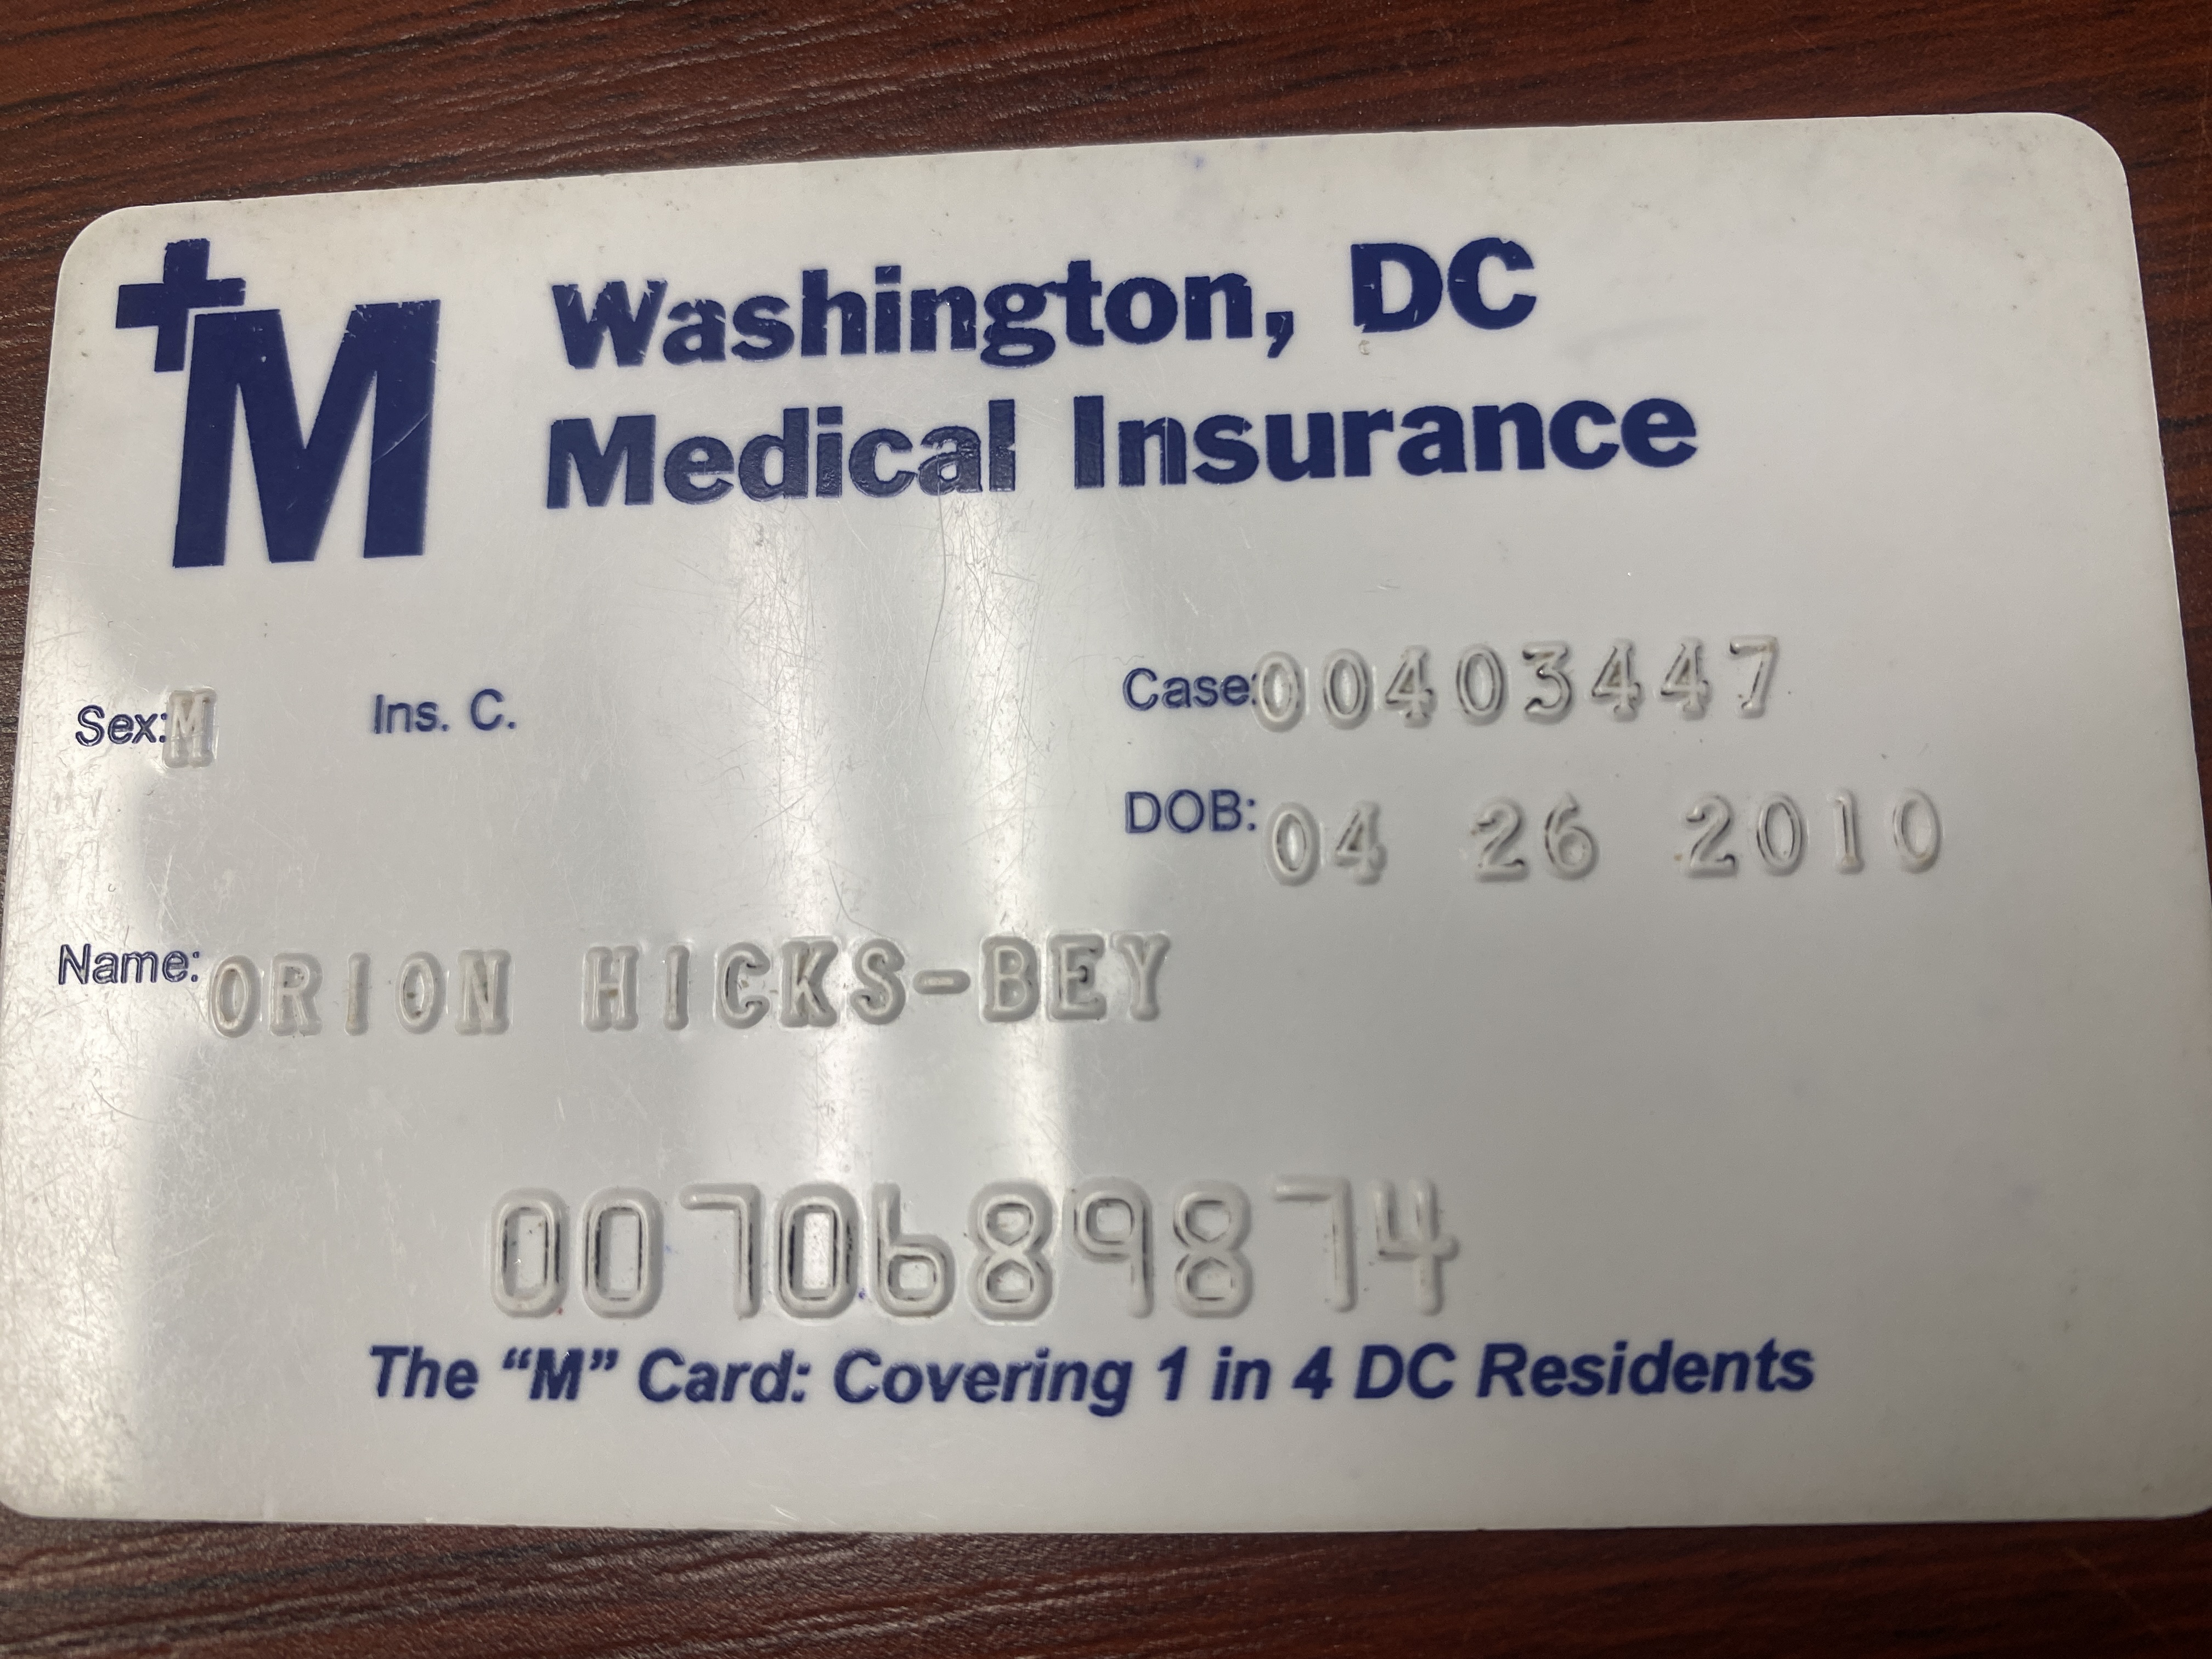 M
Washington, DC
Medical Insurance
Sex:M Ins. C. Case:00403447
DOB:04 26 2010
Name:ORION HICKS-BEY
0070689874
The “M” Card: Covering 1 in 4 DC Residents